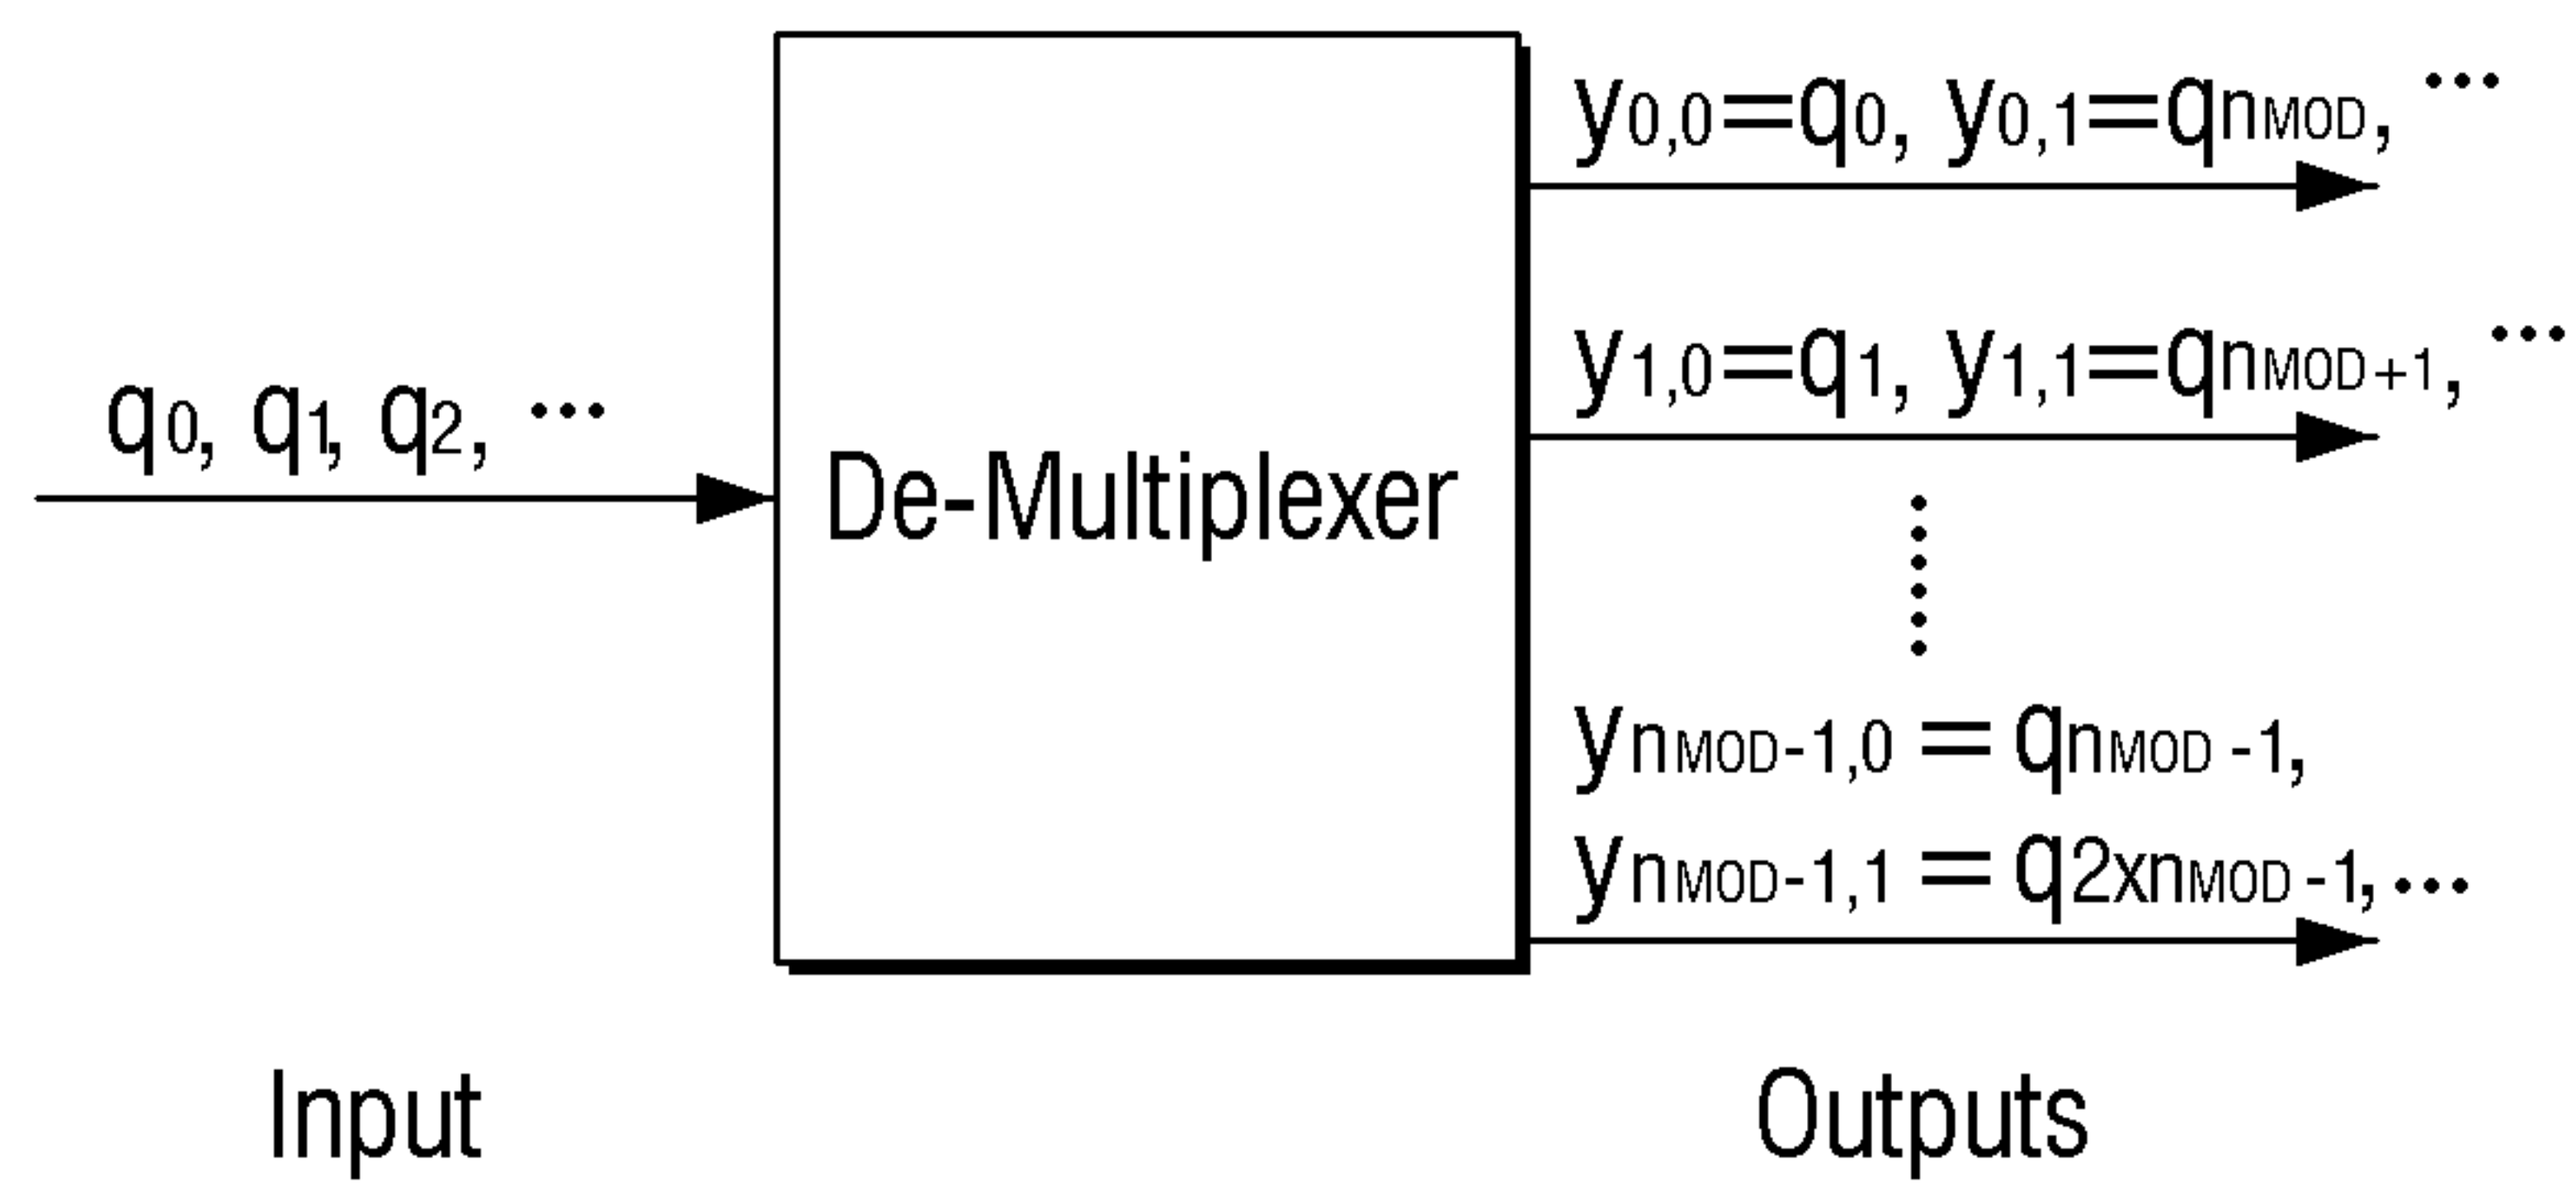 y0,0=q0, y0,1=qnMOD, ···
y1,0=q1, y1,1=qnMOD+1, ···
q0, q1, q2, ···
De-Multiplexer
ynMOD-1,0 = qnMOD -1,
ynMOD-1,1 = q2xnMOD -1, ···
Input
Outputs